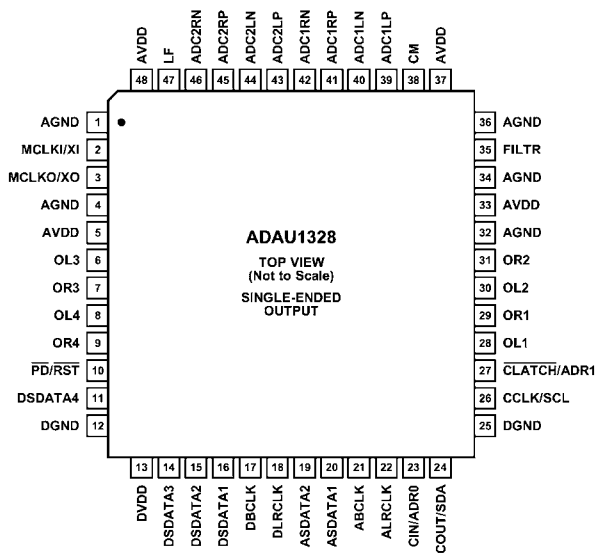 AVDD
LF
ADC2RN
ADC2RP
ADC2LN
ADC2LP
ADC1RN
ADC1RP
ADC1LN
ADC1LP
CM
AVDD
48 47 46 45 44 43 42 41 40 39 38 37
AGND 1
MCLKI/XI 2
MCLKO/XO 3
AGND 4
AVDD 5
OL3 6
OR3 7
OL4 8
OR4 9
PD/RST 10
DSDATA4 11
DGND 12
ADAU1328
TOP VIEW
(Not to Scale)
SINGLE-ENDED
OUTPUT
36 AGND
35 FILTR
34 AGND
33 AVDD
32 AGND
31 OR2
30 OL2
29 OR1
28 OL1
27 CLATCH/ADR1
26 CCLK/SCL
25 DGND
13 14 15 16 17 18 19 20 21 22 23 24
DVDD
DSDATA3
DSDATA2
DSDATA1
DBCLK
DLRCLK
ASDATA2
ASDATA1
ABCLK
ALRCLK
CIN/ADR0
COUT/SDA